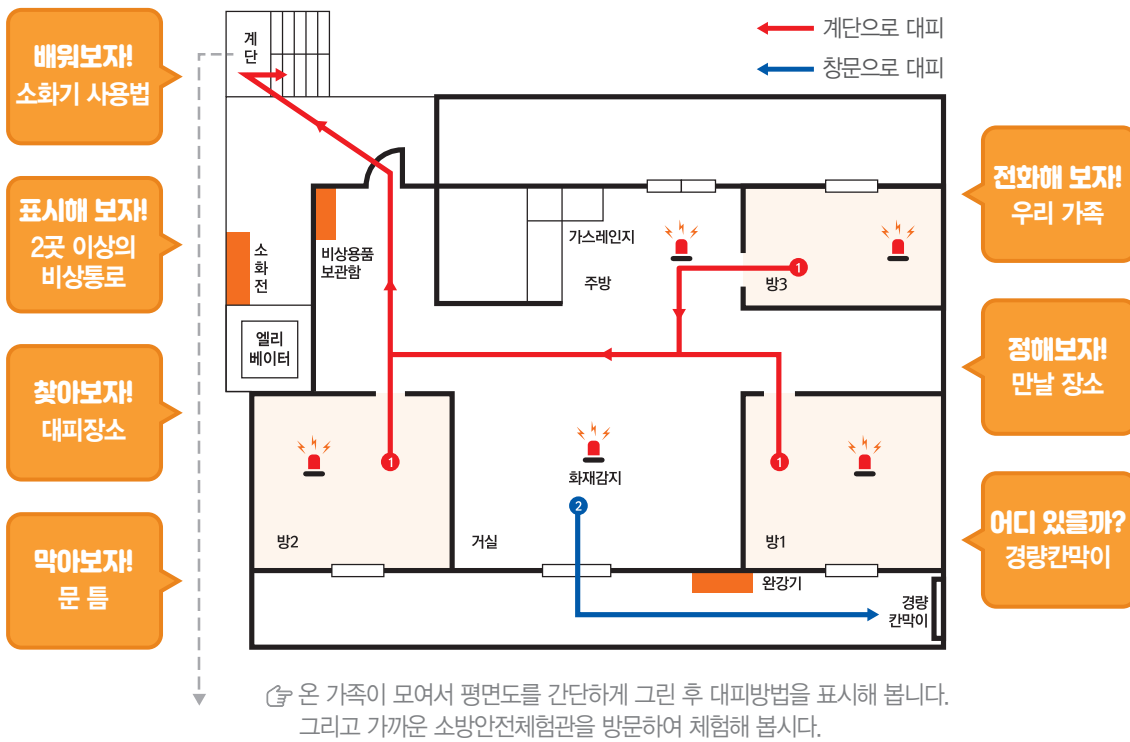 배워보자!
소화기 사용법
표시해 보자!
2곳 이상의
비상통로
찾아보자!
대피장소
막아보자!
문 틈
계
단
계단으로 대피
창문으로 대피
소
화
전
비상용품
보관함
가스레인지
주방
1
방3
엘리
베이터
1
방2
화재감지
2
거실
1
방1
완강기
경량
칸막이
전화해 보자!
우리 가족
정해보자!
만날 장소
어디 있을까?
경량칸막이
☞ 온 가족이 모여서 평면도를 간단하게 그린 후 대피방법을 표시해 봅니다.
그리고 가까운 소방안전체험관을 방문하여 체험해 봅시다.